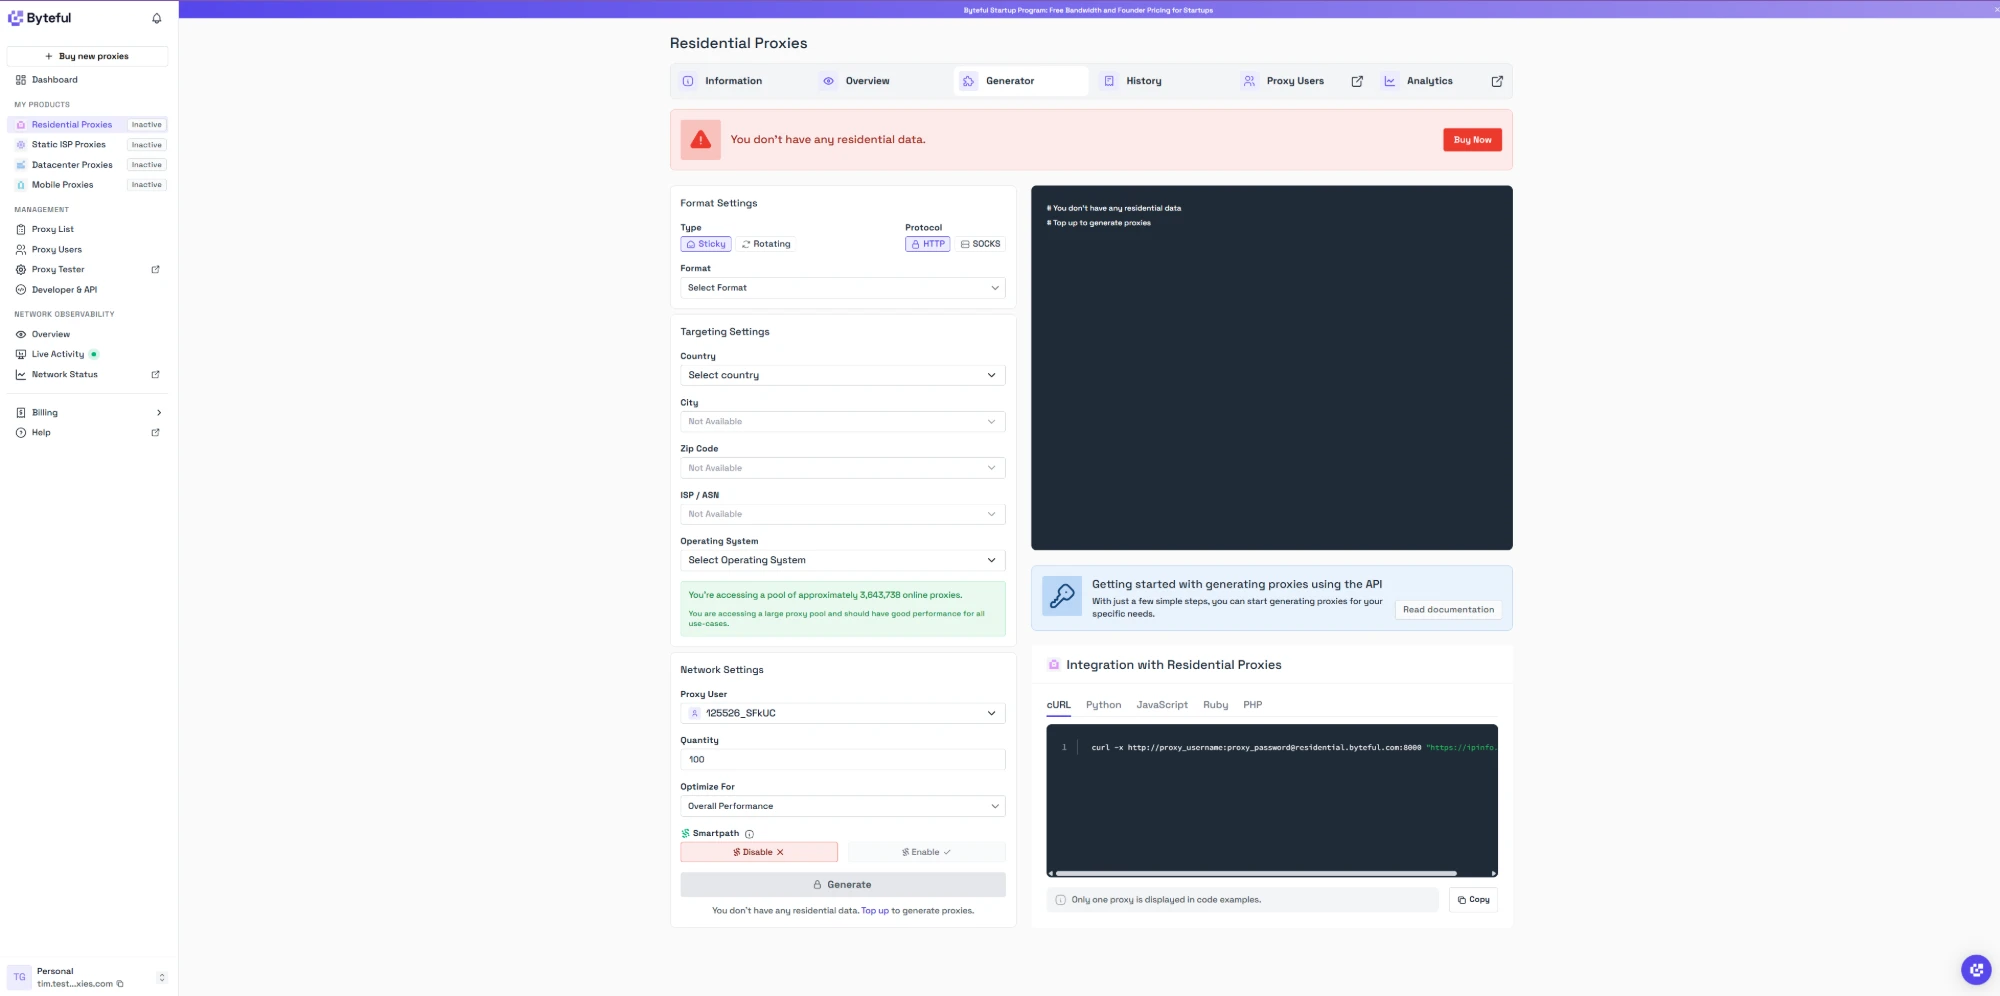 Byteful
Byteful Startup Program: Free Bandwidth and Founder Pricing for Startups
Buy new proxies
Dashboard
MY PRODUCTS
Residential Proxies Inactive
Static ISP Proxies Inactive
Datacenter Proxies Inactive
Mobile Proxies Inactive
MANAGEMENT
Proxy List
Proxy Users
Proxy Tester
Developer & API
NETWORK OBSERVABILITY
Overview
Live Activity
Network Status
Billing
Help
TG
Personal
tim.test...xies.com
Residential Proxies
Information Overview Generator History Proxy Users Analytics
You don't have any residential data.
Buy Now
Format Settings
Type Protocol
Sticky Rotating HTTP SOCKS
Format
Select Format
Targeting Settings
Country
Select country
City
Not Available
Zip Code
Not Available
ISP / ASN
Not Available
Operating System
Select Operating System
You're accessing a pool of approximately 3,643,738 online proxies.
You are accessing a large proxy pool and should have good performance for all
use-cases.
Network Settings
Proxy User
125526_SFkUC
Quantity
100
Optimize For
Overall Performance
Smartpath
Disable Enable
Generate
You don't have any residential data. Top up to generate proxies.
# You don't have any residential data
# Top up to generate proxies
Getting started with generating proxies using the API
With just a few simple steps, you can start generating proxies for your
specific needs.
Read documentation
Integration with Residential Proxies
cURL Python JavaScript Ruby PHP
1 curl -x http://proxy_username:proxy_password@residential.byteful.com:8000 "https://ipinfo.
Only one proxy is displayed in code examples.
Copy